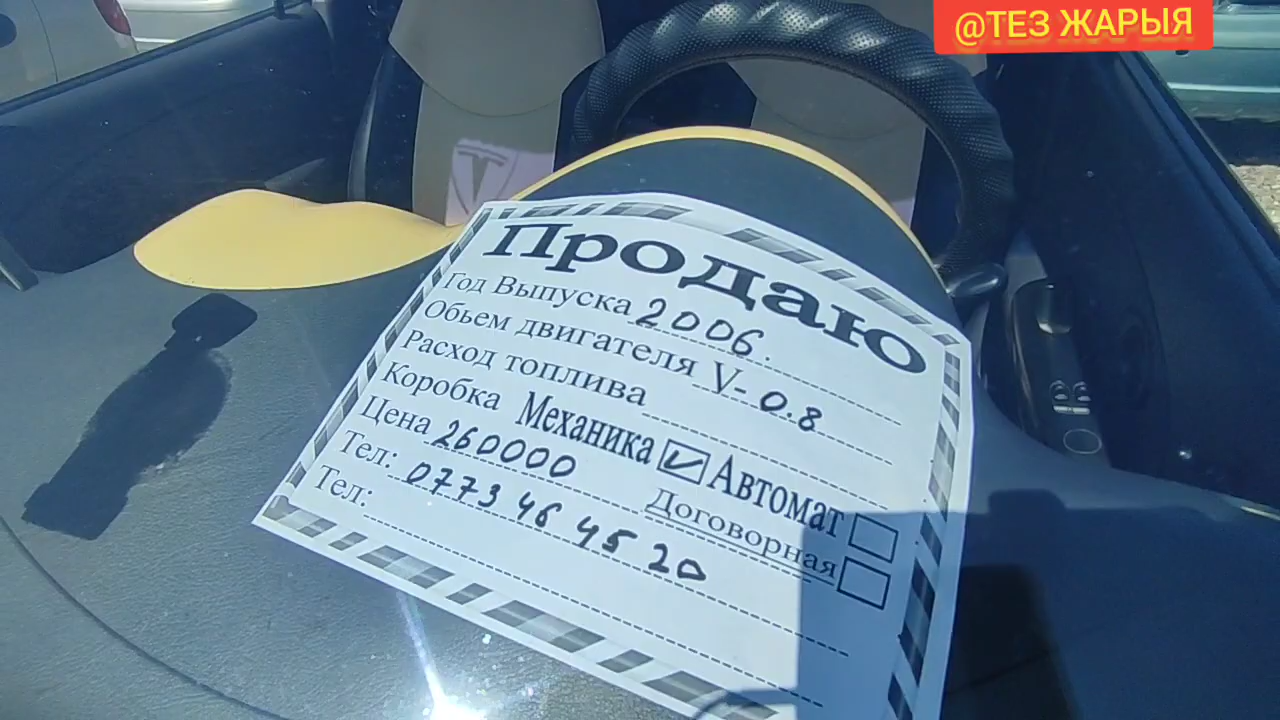 @ТЕЗ ЖАРЫЯ
Продаю
Год Выпуска 2006.
Обьем двигателя V- 0.8
Расход топлива
Коробка Механика Автомат
Цена 260000 Договорная
Тел: 0773 46 45 20
Тел: